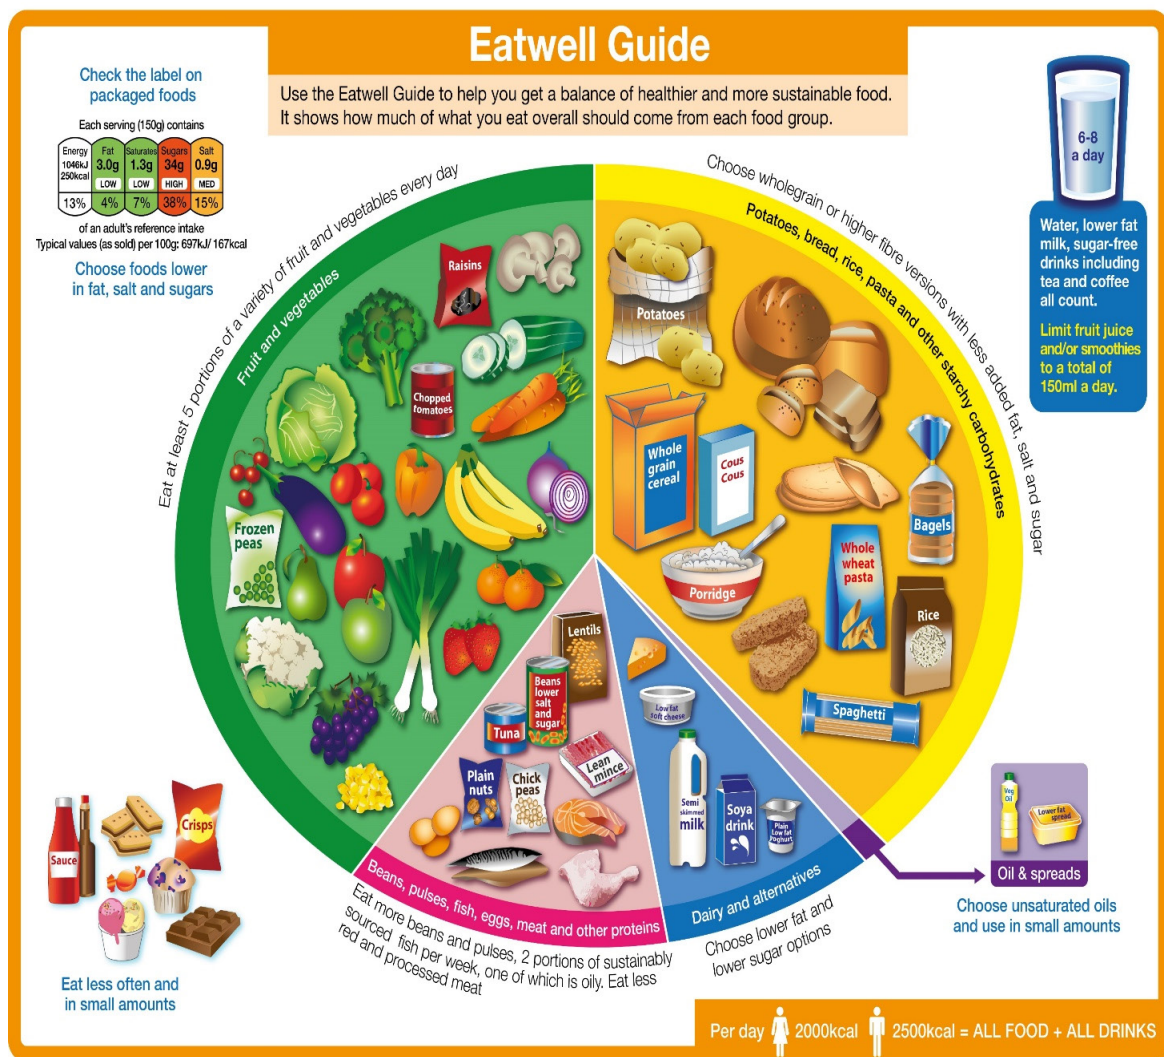 Eatwell Guide
Use the Eatwell Guide to help you get a balance of healthier and more sustainable food.
It shows how much of what you eat overall should come from each food group.
Check the label on
packaged foods
Each serving (150g) contains
Energy
1046kJ
250kcal
13%
Fat
3.0g
LOW
4%
Saturates
1.3g
LOW
7%
Sugars
34g
HIGH
38%
Salt
0.9g
MED
15%
of an adult's reference intake
Typical values (as sold) per 100g: 697kJ/ 167kcal
Choose foods lower
in fat, salt and sugars
6-8
a day
Water, lower fat
milk, sugar-free
drinks including
tea and coffee
all count.
Limit fruit juice
and/or smoothies
to a total of
150ml a day.
Eat at least 5 portions of a variety of fruit and vegetables every day
Fruit and vegetables
Raisins
Chopped
tomatoes
Frozen
peas
Choose wholegrain or higher fibre versions with less added fat, salt and sugar
Potatoes, bread, rice, pasta and other starchy carbohydrates
Potatoes
Whole
grain
cereal
Cous
Cous
Bagels
Porridge
Whole
wheat
pasta
Rice
Spaghetti
Lentils
Beans
lower
salt
and
sugar
Tuna
Lean
mince
Plain
nuts
Chick
peas
Beans, pulses, fish, eggs, meat and other proteins
Eat more beans and pulses, 2 portions of sustainably
sourced fish per week, one of which is oily. Eat less
red and processed meat
Low fat
soft cheese
Semi
skimmed
milk
Soya
drink
Plain
Low fat
yoghurt
Dairy and alternatives
Choose lower fat and
lower sugar options
Veg
Oil
Lower fat
spread
Oil & spreads
Choose unsaturated oils
and use in small amounts
Sauce
Crisps
Eat less often and
in small amounts
Per day 2000kcal 2500kcal = ALL FOOD + ALL DRINKS